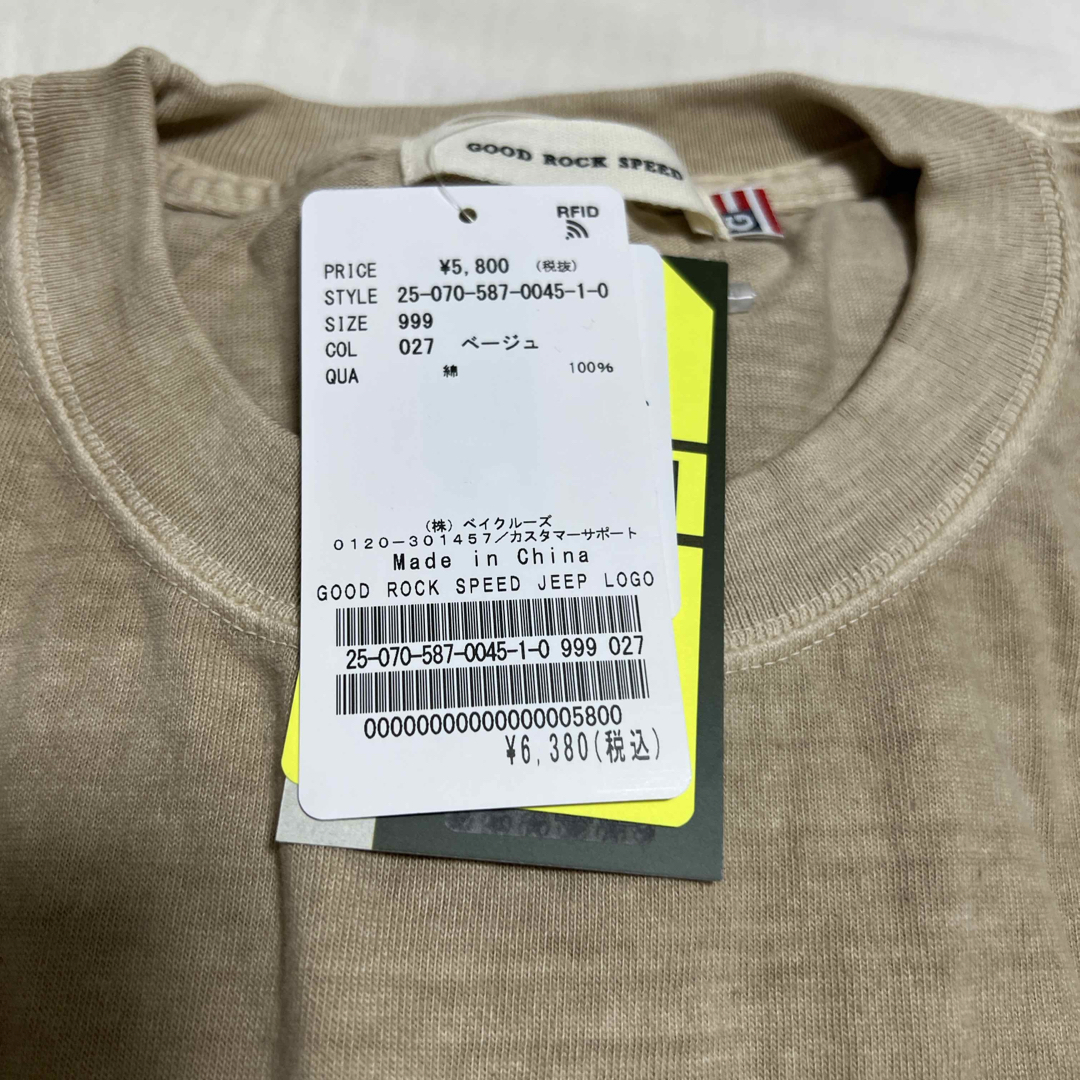 GOOD ROCK SPEED
G
RFID
PRICE ¥5,800 (税抜)
STYLE 25-070-587-0045-1-0
SIZE 999
COL 027 ベージュ
QUA 綿 100%
(株)ベイクルーズ
0120-301457/カスタマーサポート
Made in China
GOOD ROCK SPEED JEEP LOGO
25-070-587-0045-1-0 999 027
00000000000000005800
¥6,380(税込)